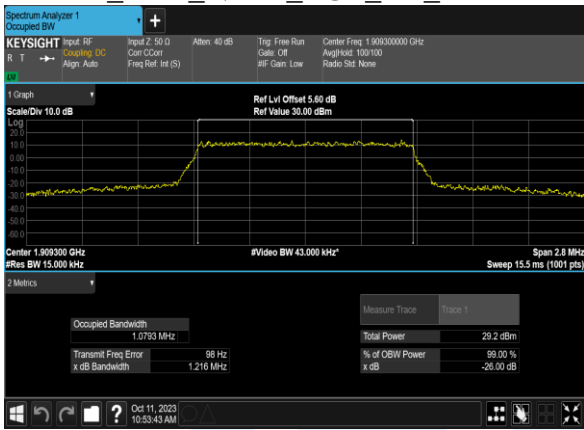 Spectrum Analyzer 1
Occupied BW
KEYSIGHT Input: RF Input Z: 50 Ω Atten: 40 dB Trig: Free Run Center Freq: 1.909300000 GHz
R T Coupling: DC Corr CCorr Gate: Off Avg|Hold: 100/100
Align: Auto Freq Ref: Int (S) #IF Gain: Low Radio Std: None
LW
1 Graph Ref Lvl Offset 5.60 dB
Scale/Div 10.0 dB Ref Value 30.00 dBm
Log
20.0
10.0
0.00
-10.0
-20.0
-30.0
-40.0
-50.0
-60.0
Center 1.909300 GHz #Video BW 43.000 kHz* Span 2.8 MHz
#Res BW 15.000 kHz Sweep 15.5 ms (1001 pts)
2 Metrics
Measure Trace Trace 1
Occupied Bandwidth
1.0793 MHz Total Power 29.2 dBm
Transmit Freq Error 98 Hz % of OBW Power 99.00 %
x dB Bandwidth 1.216 MHz x dB -26.00 dB
Oct 11, 2023
10:53:43 AM